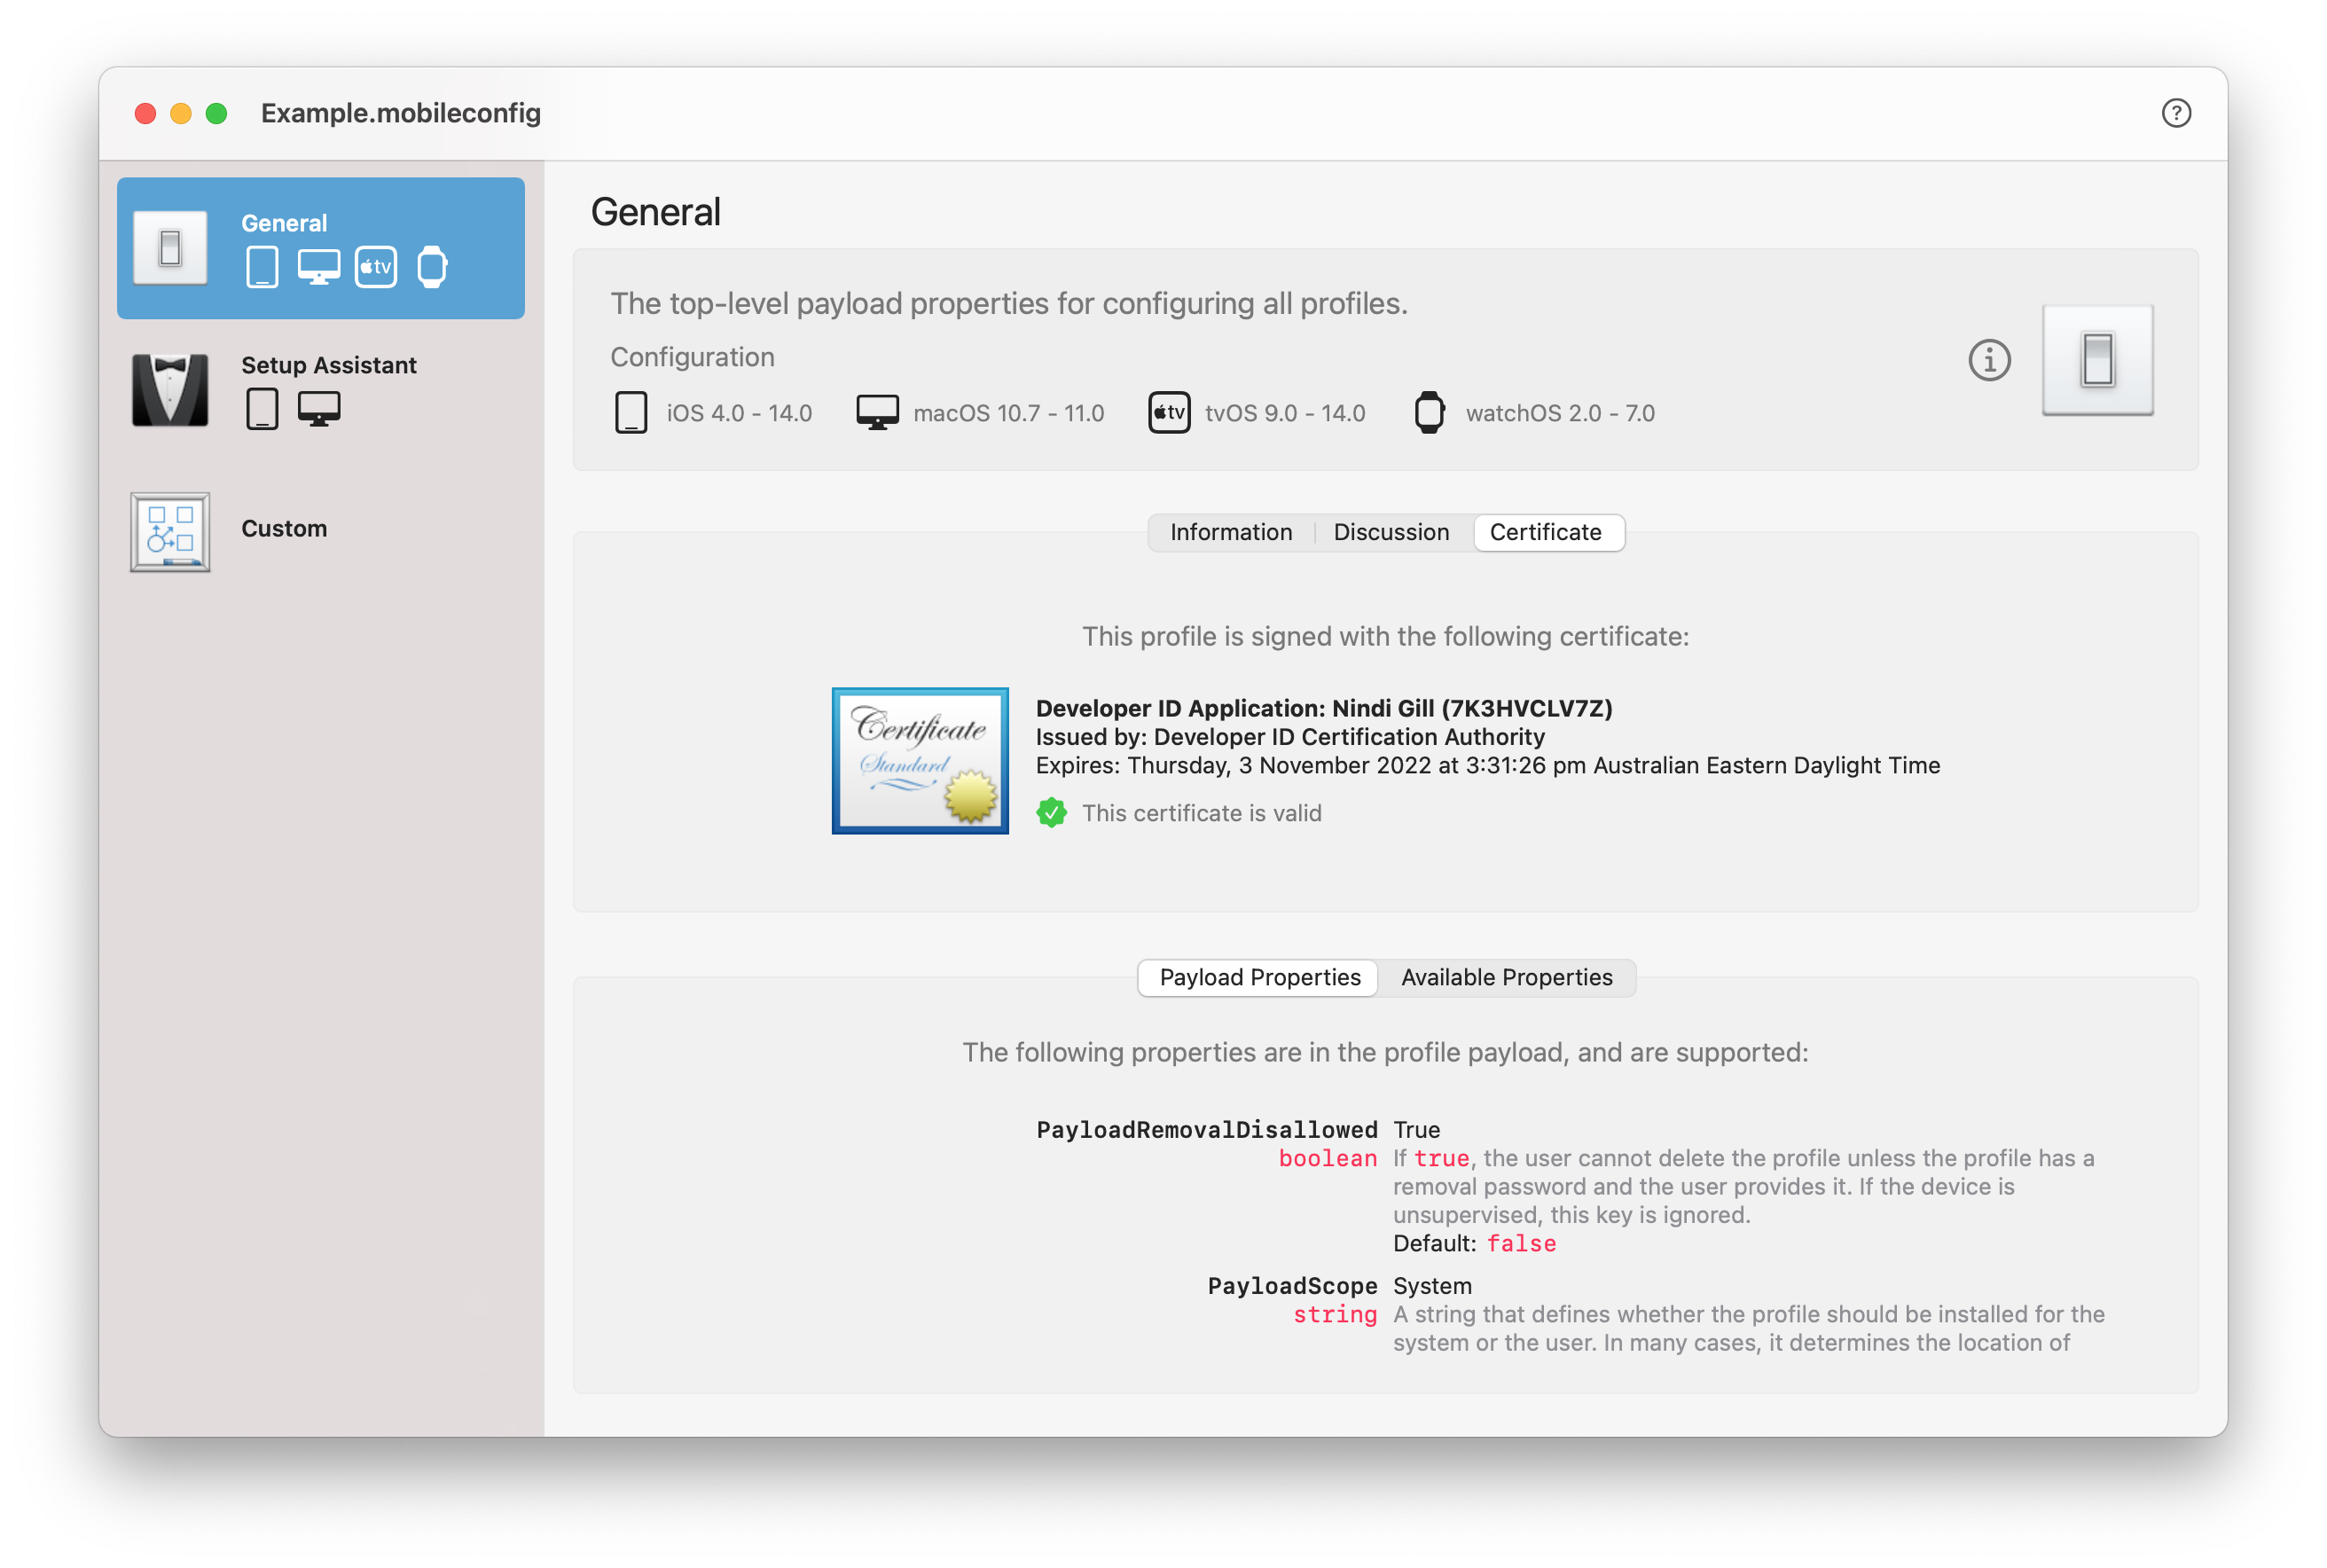 Example.mobileconfig
?
General
tv
Setup Assistant
Custom
General
The top-level payload properties for configuring all profiles.
Configuration
iOS 4.0 - 14.0
macOS 10.7 - 11.0
tv
tvOS 9.0 - 14.0
watchOS 2.0 - 7.0
i
Information
Discussion
Certificate
This profile is signed with the following certificate:
Certificate
Standard
Developer ID Application: Nindi Gill (7K3HVCLV7Z)
Issued by: Developer ID Certification Authority
Expires: Thursday, 3 November 2022 at 3:31:26 pm Australian Eastern Daylight Time
This certificate is valid
Payload Properties
Available Properties
The following properties are in the profile payload, and are supported:
PayloadRemovalDisallowed True
boolean If true, the user cannot delete the profile unless the profile has a
removal password and the user provides it. If the device is
unsupervised, this key is ignored.
Default: false
PayloadScope System
string A string that defines whether the profile should be installed for the
system or the user. In many cases, it determines the location of